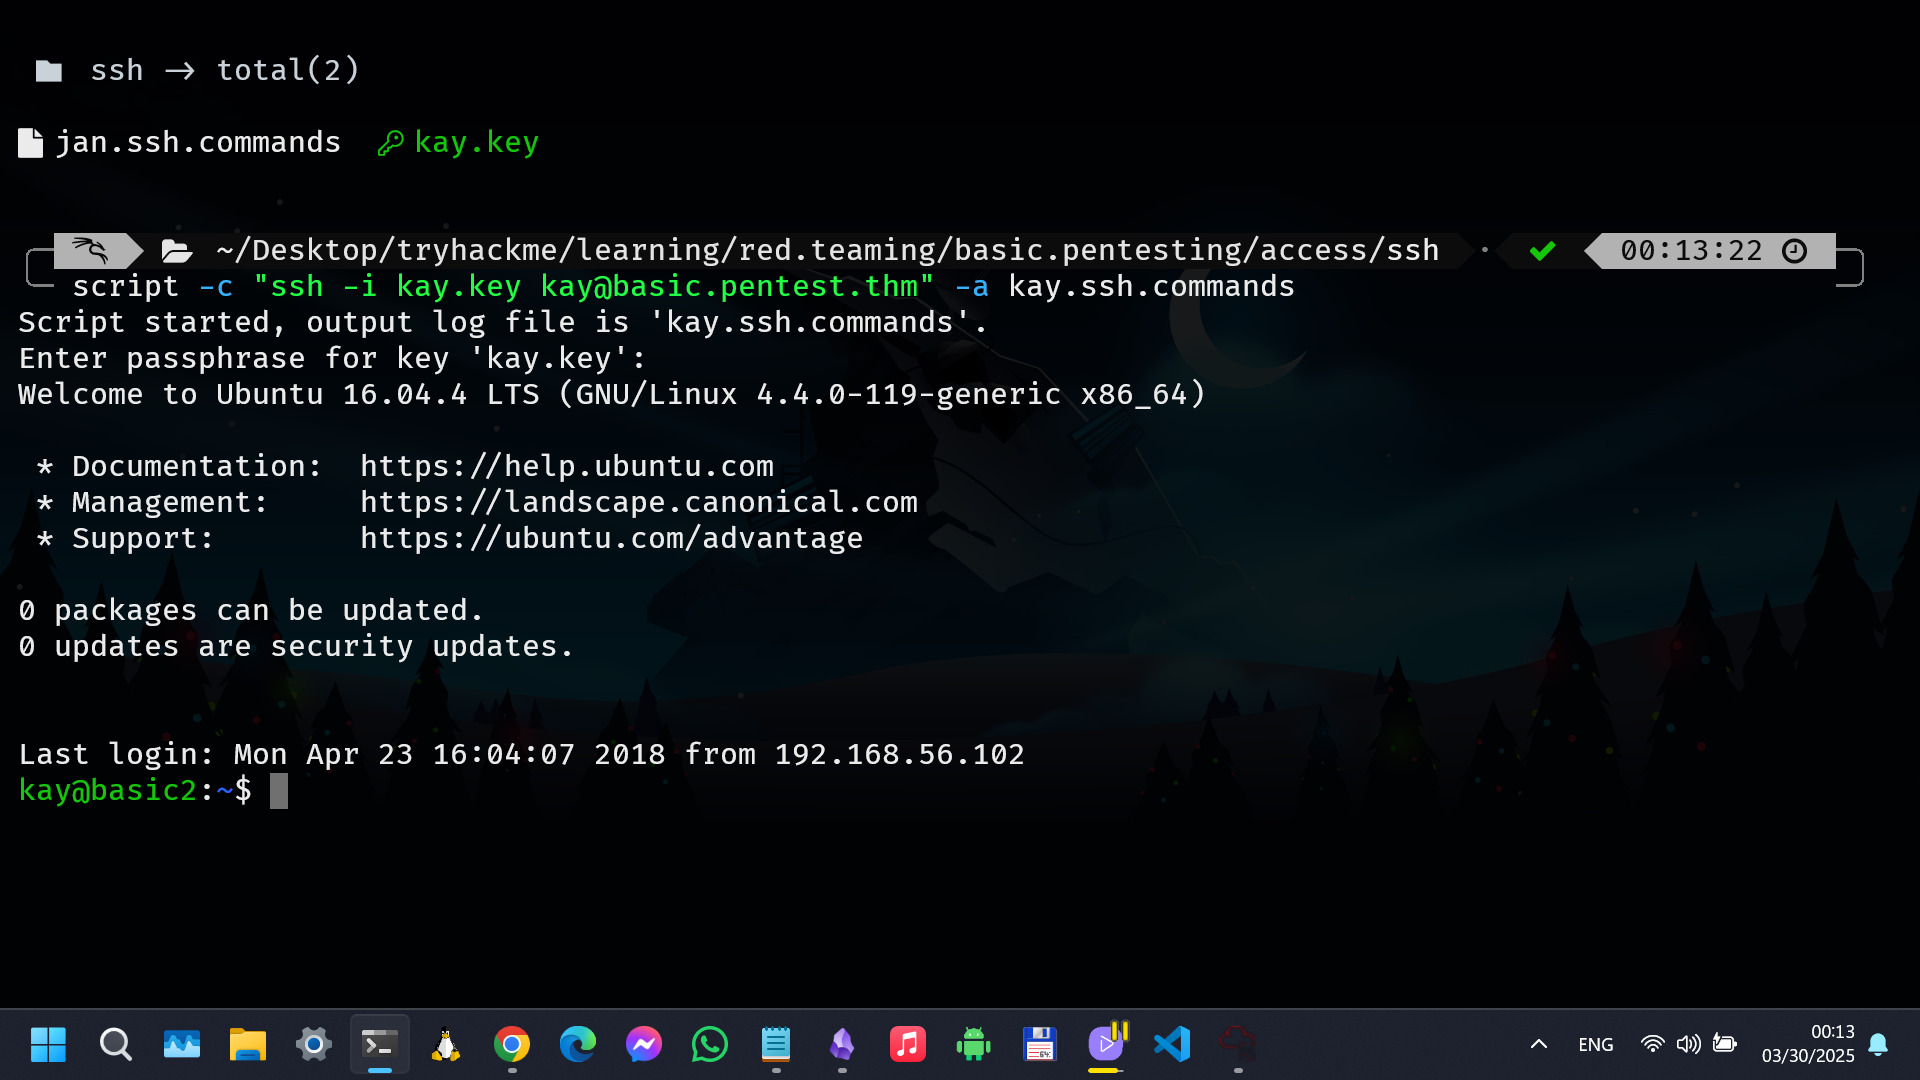 ssh → total(2)
jan.ssh.commands kay.key
~/Desktop/tryhackme/learning/red.teaming/basic.pentesting/access/ssh 00:13:22
script -c "ssh -i kay.key kay@basic.pentest.thm" -a kay.ssh.commands
Script started, output log file is 'kay.ssh.commands'.
Enter passphrase for key 'kay.key':
Welcome to Ubuntu 16.04.4 LTS (GNU/Linux 4.4.0-119-generic x86_64)
* Documentation: https://help.ubuntu.com
* Management: https://landscape.canonical.com
* Support: https://ubuntu.com/advantage
0 packages can be updated.
0 updates are security updates.
Last login: Mon Apr 23 16:04:07 2018 from 192.168.56.102
kay@basic2:~$
ENG
00:13
03/30/2025